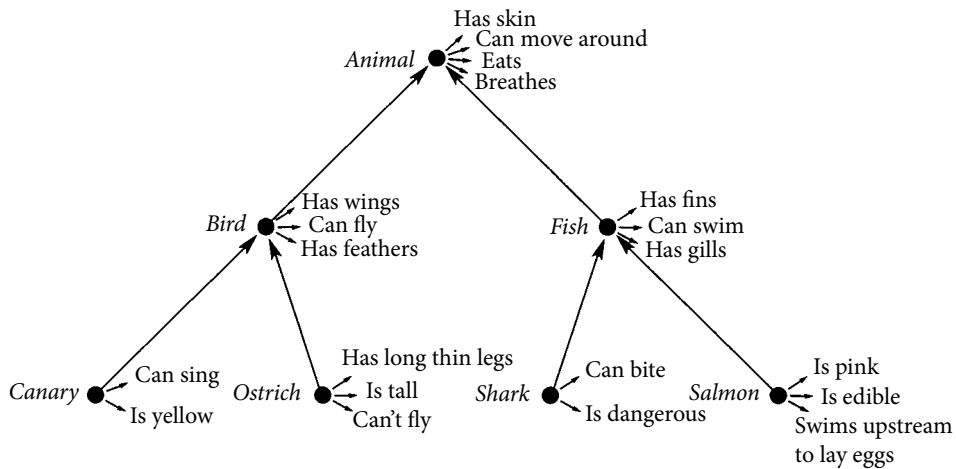 Has skin
Can move around
Animal
Eats
Breathes
Has wings
Bird
Can fly
Has feathers
Has fins
Fish
Can swim
Has gills
Can sing
Canary
Is yellow
Has long thin legs
Ostrich
Is tall
Can't fly
Can bite
Shark
Is dangerous
Is pink
Salmon
Is edible
Swims upstream
to lay eggs